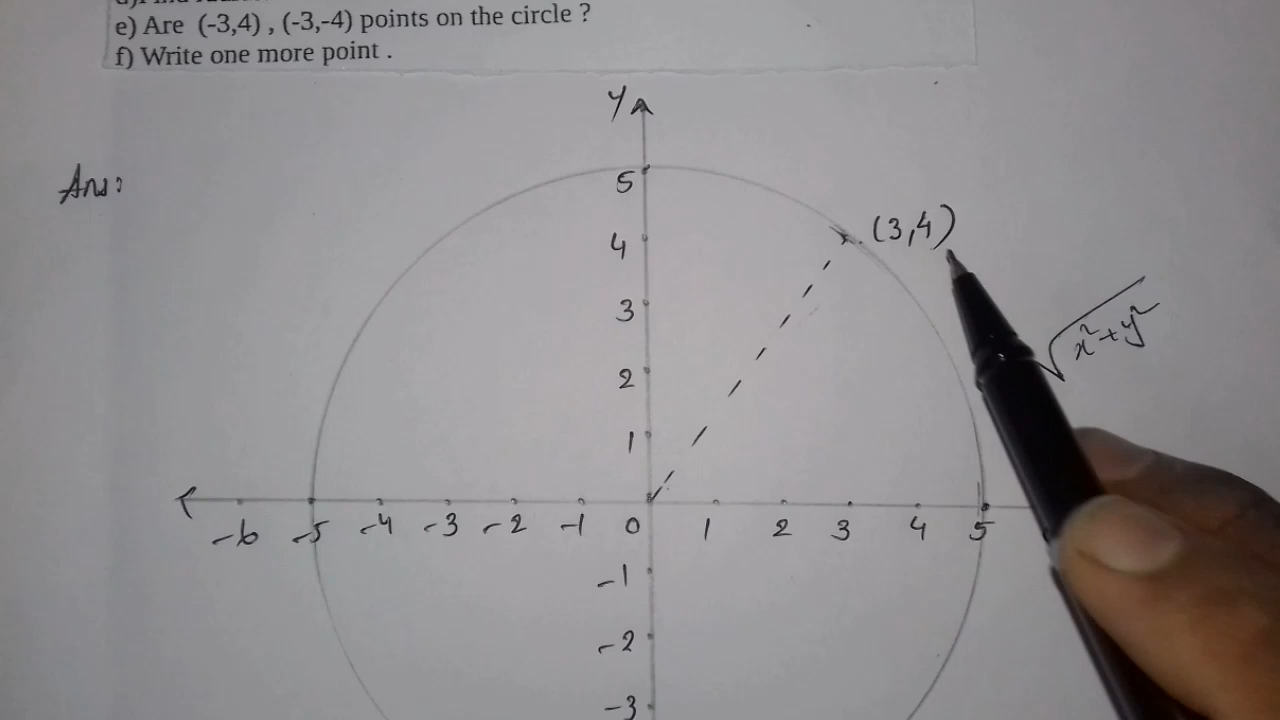 e) Are (-3,4) , (-3,-4) points on the circle ?
f) Write one more point .
Y
Ans:
5
(3,4)
4
3
√x²+y²
2
1
-6 -5 -4 -3 -2 -1 0 1 2 3 4 5
-1
-2
-3